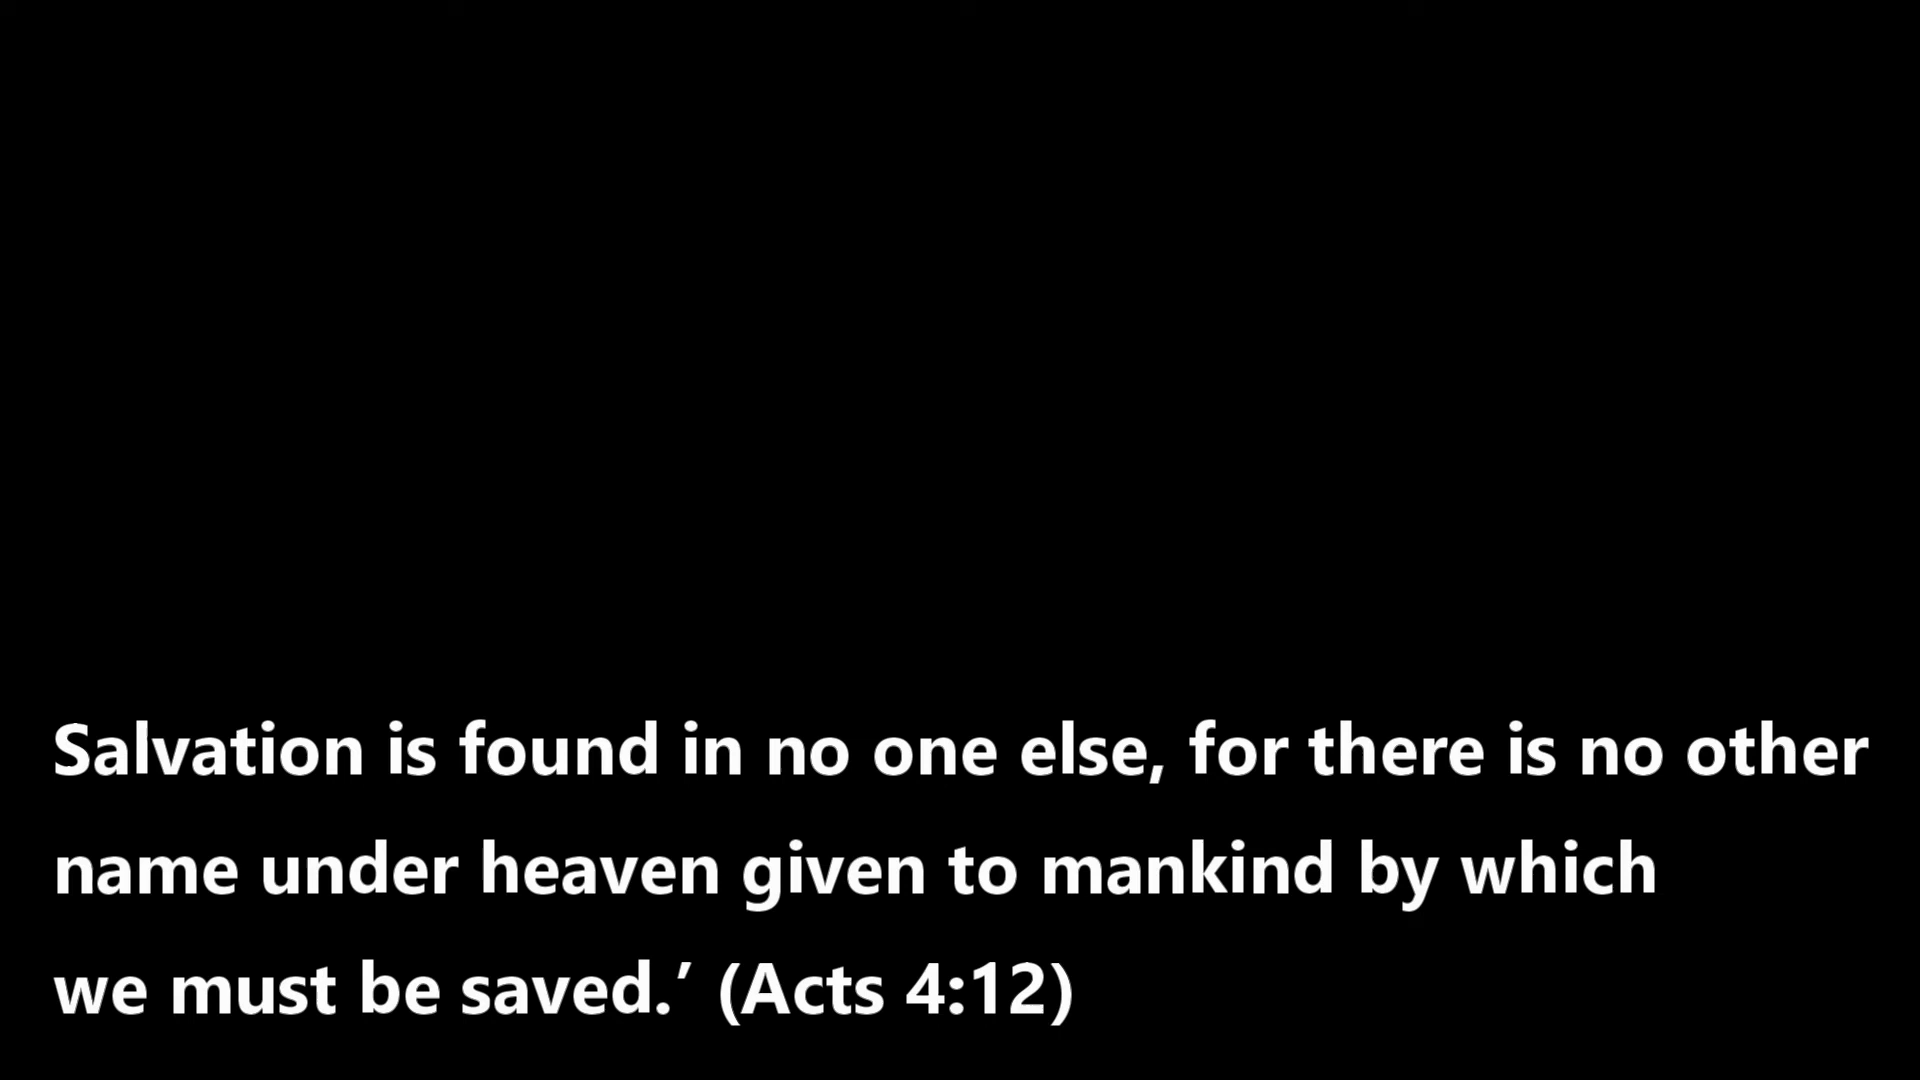 Salvation is found in no one else, for there is no other
name under heaven given to mankind by which
we must be saved.’ (Acts 4:12)